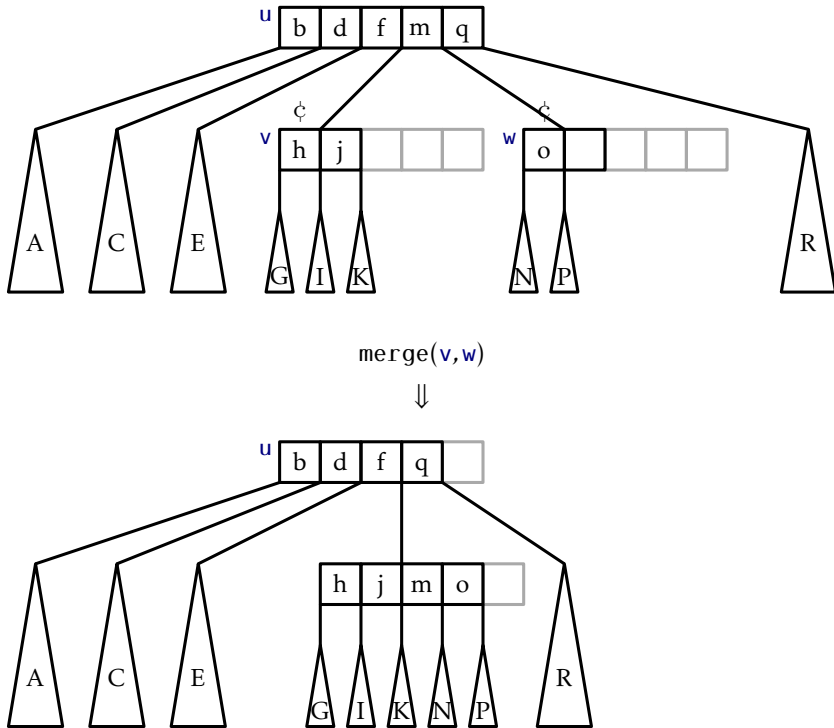 u b d f m q
¢ ¢
v h j w o
A C E G I K N P R
merge(v,w)
⇓
u b d f q
h j m o
A C E G I K N P R